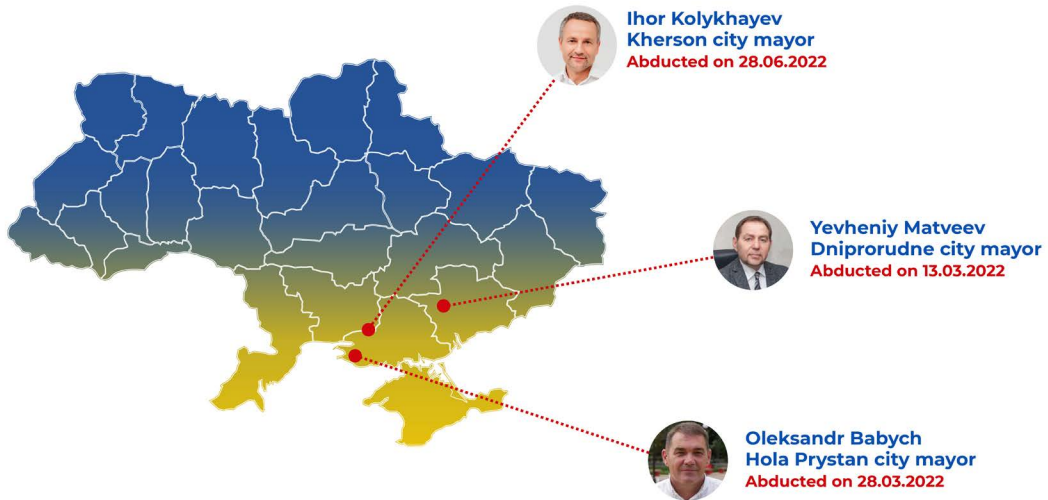 Ihor Kolykhayev
Kherson city mayor
Abducted on 28.06.2022
Yevheniy Matveev
Dniprorudne city mayor
Abducted on 13.03.2022
Oleksandr Babych
Hola Prystan city mayor
Abducted on 28.03.2022